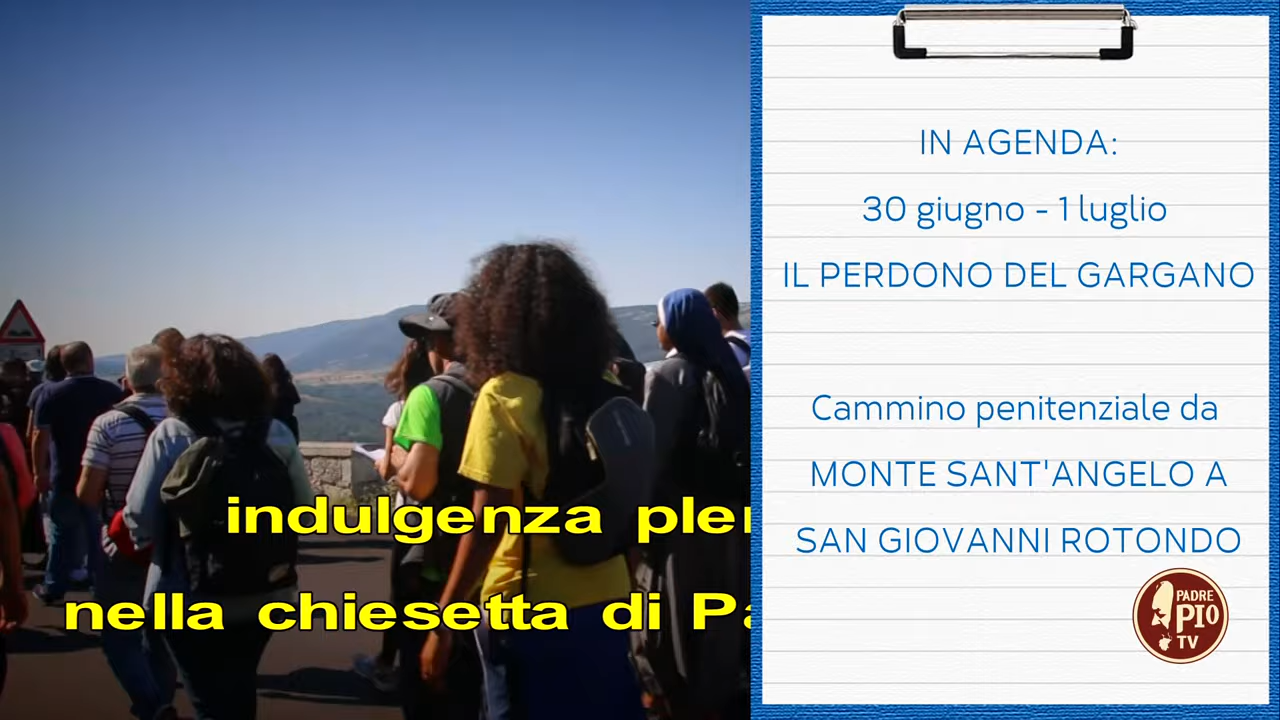 indulgenza
nella chiesetta di
IN AGENDA:
30 giugno - 1 luglio
IL PERDONO DEL GARGANO
Cammino penitenziale da
MONTE SANT'ANGELO A
SAN GIOVANNI ROTONDO
PADRE
PIO
TV